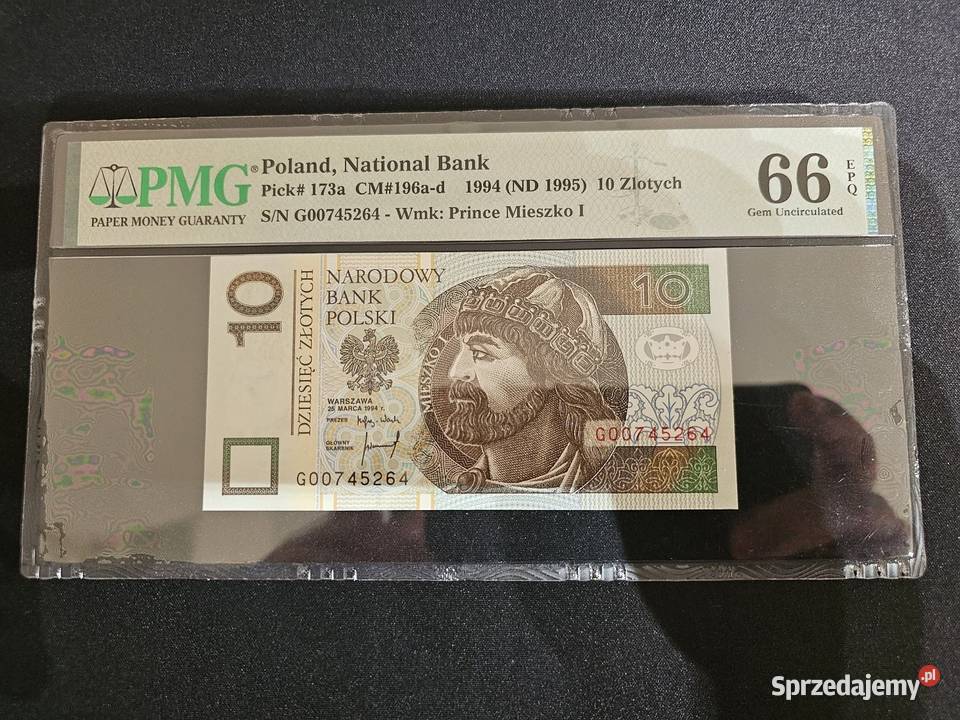 PMG®
PAPER MONEY GUARANTY
Poland, National Bank
Pick# 173a CM#196a-d 1994 (ND 1995) 10 Zlotych
S/N G00745264 - Wmk: Prince Mieszko I
66
EPQ
Gem Uncirculated
10
DZIESIĘĆ ZŁOTYCH
NARODOWY
BANK
POLSKI
WARSZAWA
25 MARCA 1994 r.
PREZES
GŁÓWNY
SKARBNIK
GO0745264
MIESZKO I
10
GO0745264
Sprzedajemy.pl